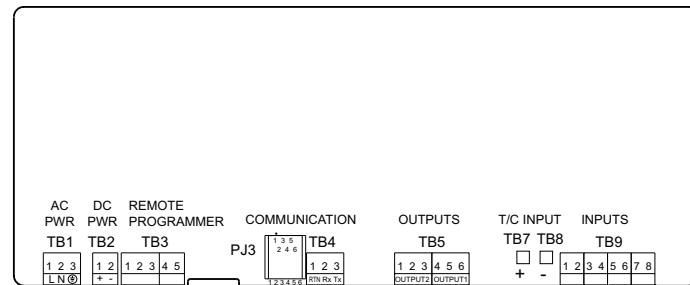 AC DC REMOTE
PWR PWR PROGRAMMER COMMUNICATION OUTPUTS T/C INPUT INPUTS
TB1 TB2 TB3 PJ3 TB4 TB5 TB7 TB8 TB9
1 3 5
2 4 6
1 2 3 1 2 1 2 3 4 5 1 2 3 1 2 3 4 5 6 + - 1 2 3 4 5 6 7 8
L N + - 1 2 3 4 5 6 RTN Rx Tx OUTPUT2 OUTPUT1